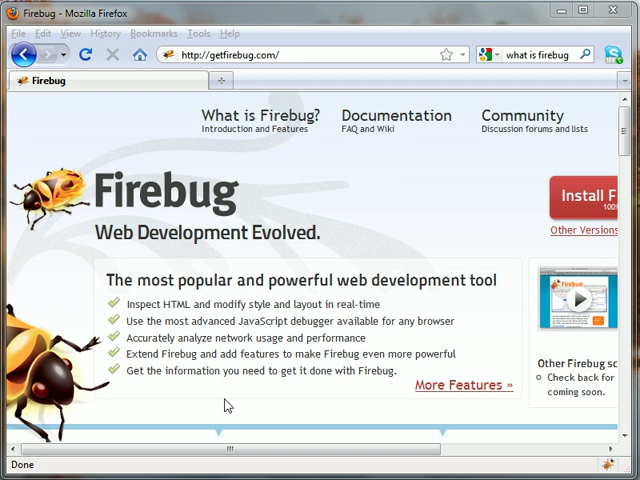 Firebug - Mozilla Firefox
File Edit View History Bookmarks Tools Help
http://getfirebug.com/
what is firebug
Firebug
What is Firebug? Documentation Community
Introduction and Features FAQ and Wiki Discussion forums and lists
Firebug
Web Development Evolved.
Install F
100%
Other Versions
The most popular and powerful web development tool
Inspect HTML and modify style and layout in real-time
Use the most advanced JavaScript debugger available for any browser
Accurately analyze network usage and performance
Extend Firebug and add features to make Firebug even more powerful
Get the information you need to get it done with Firebug.
More Features »
Other Firebug sc
Check back for
coming soon.
Done